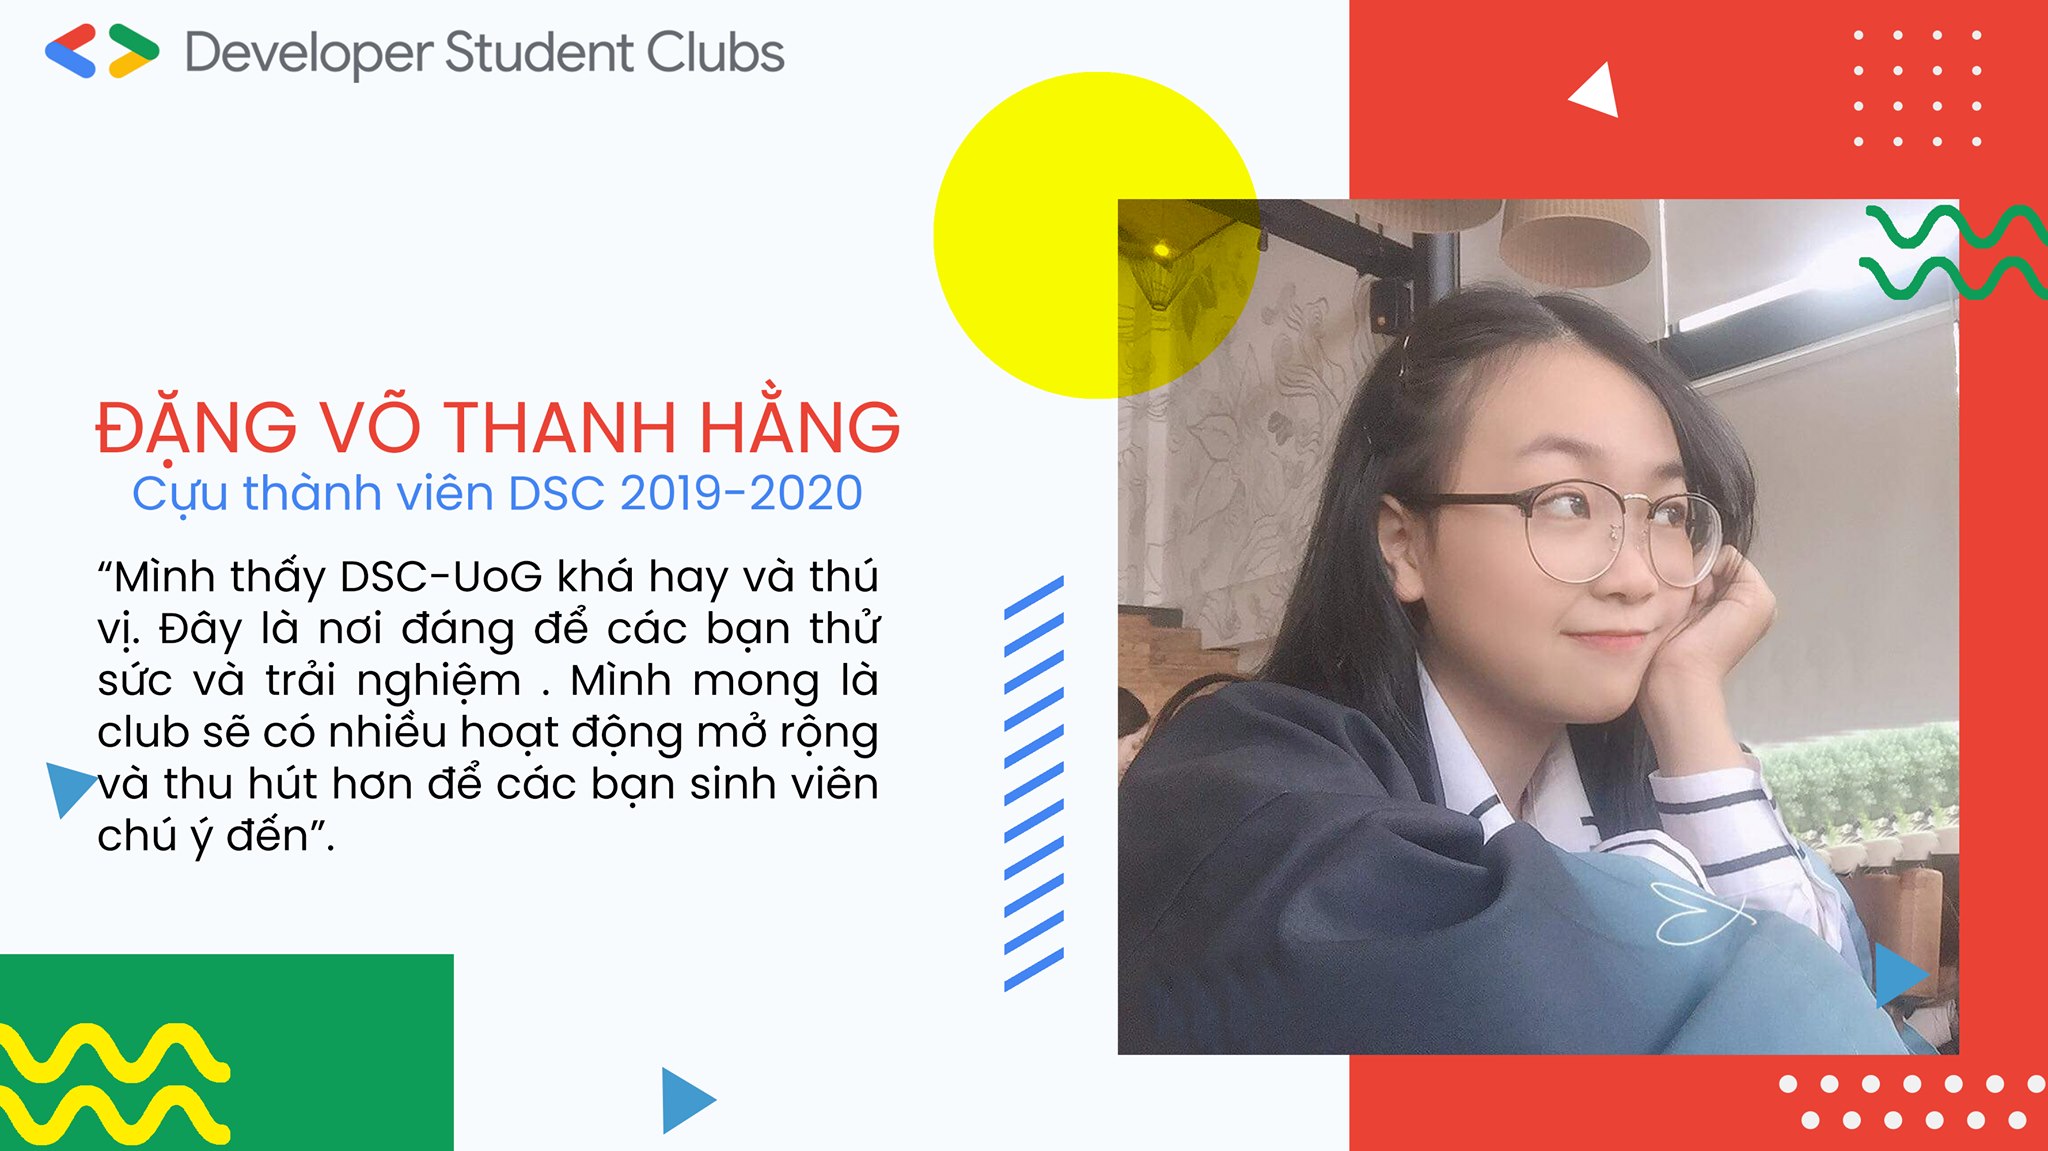 Developer Student Clubs
ĐẶNG VÕ THANH HẰNG
Cựu thành viên DSC 2019-2020
“Mình thấy DSC-UoG khá hay và thú
vị. Đây là nơi đáng để các bạn thử
sức và trải nghiệm . Mình mong là
club sẽ có nhiều hoạt động mở rộng
và thu hút hơn để các bạn sinh viên
chú ý đến”.